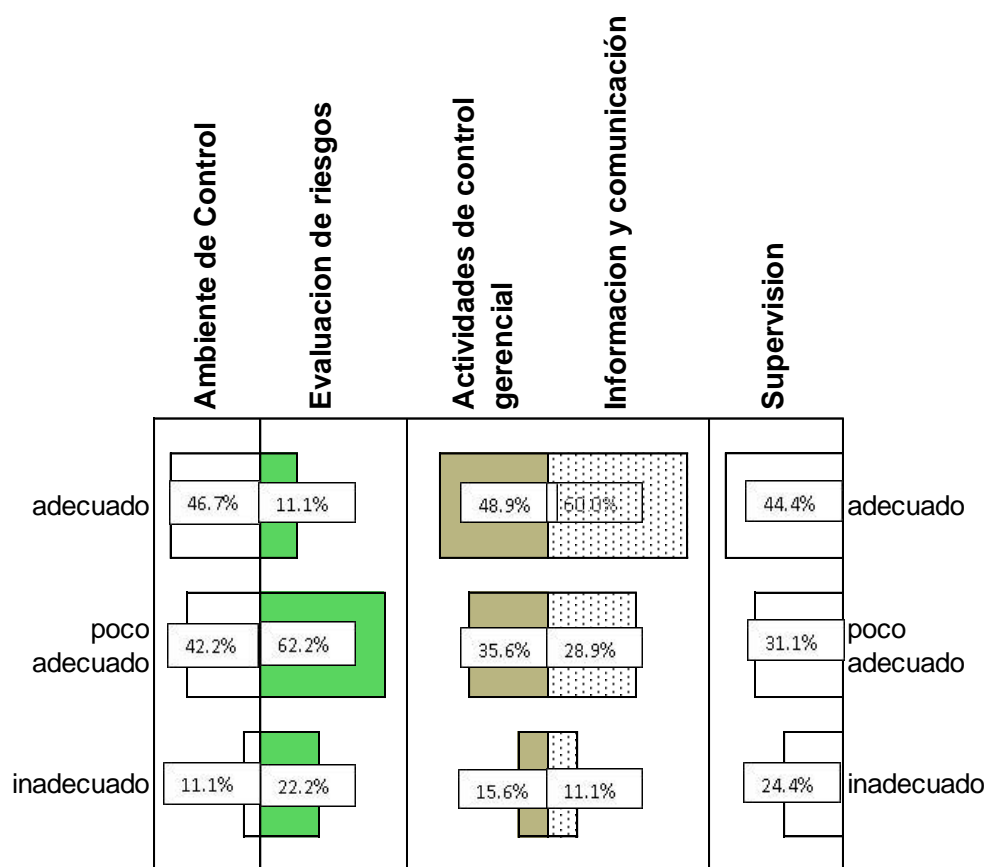 Ambiente de Control
Evaluacion de riesgos
Actividades de control
gerencial
Informacion y comunicación
Supervision
adecuado
46.7%
11.1%
48.9%
60.0%
44.4%
adecuado
poco
adecuado
42.2%
62.2%
35.6%
28.9%
31.1%
poco
adecuado
inadecuado
11.1%
22.2%
15.6%
11.1%
24.4%
inadecuado